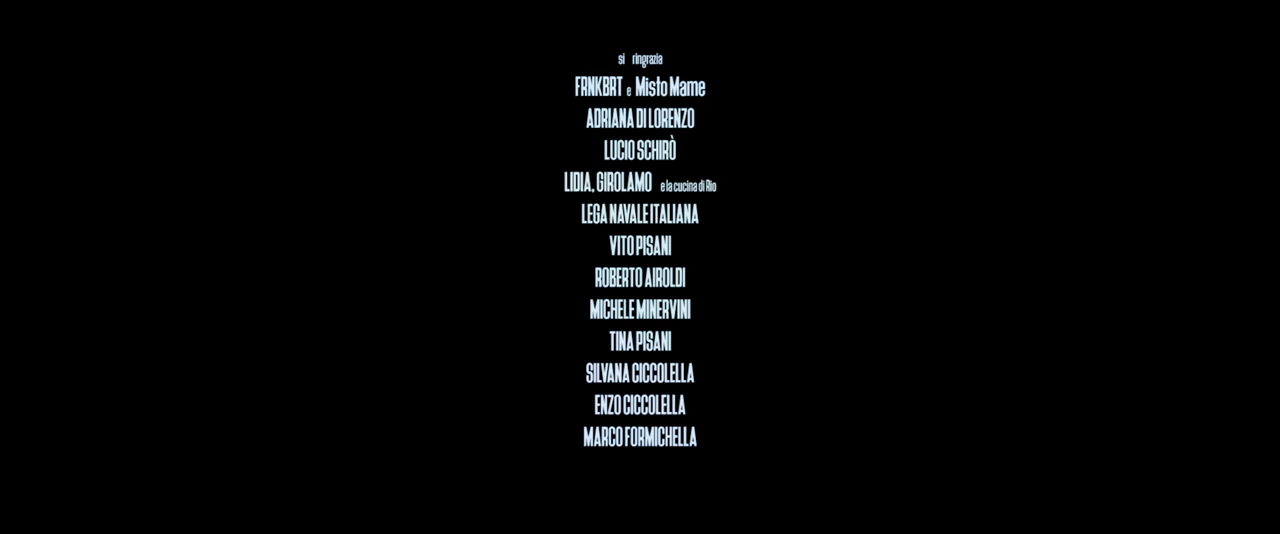 si ringrazia
FRNKBRT e Misto Mame
ADRIANA DI LORENZO
LUCIO SCHIRÒ
LIDIA, GIROLAMO e la cucina di Rio
LEGA NAVALE ITALIANA
VITO PISANI
ROBERTO AIROLDI
MICHELE MINERVINI
TINA PISANI
SILVANA CICCOLELLA
ENZO CICCOLELLA
MARCO FORMICHELLA